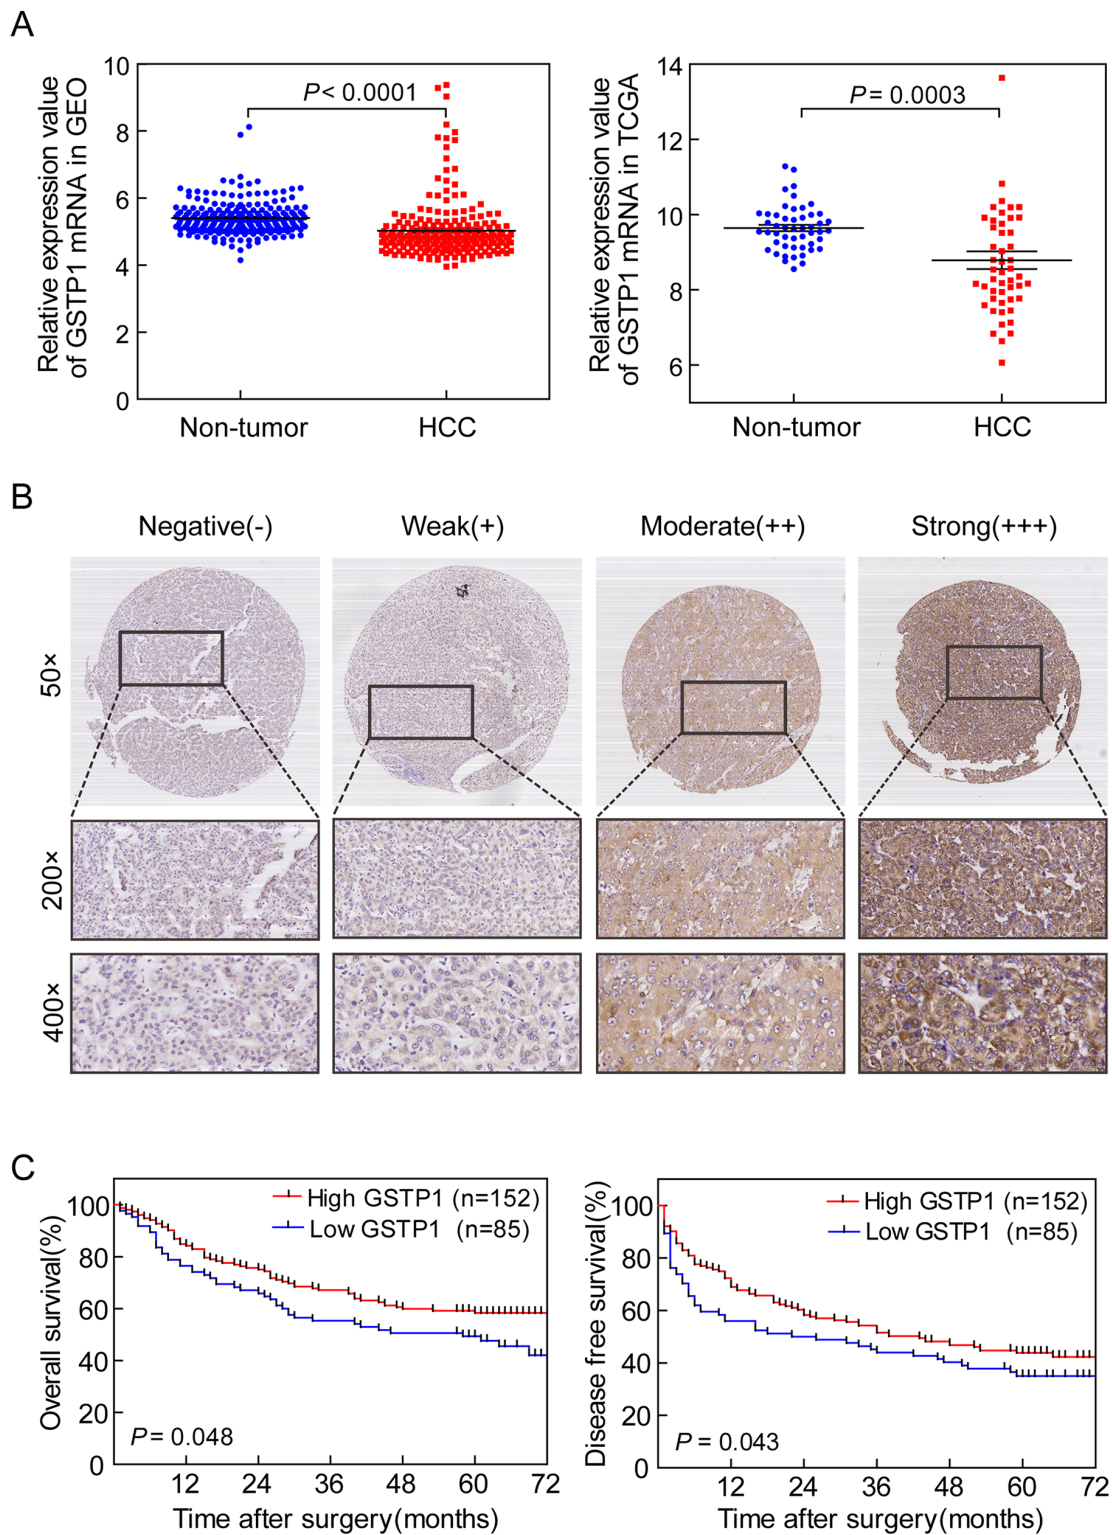 A
Relative expression value
of GSTP1 mRNA in GEO
10
8
6
4
2
0
P< 0.0001
Non-tumor
HCC
Relative expression value
of GSTP1 mRNA in TCGA
14
12
10
8
6
P= 0.0003
Non-tumor
HCC
B
Negative(-)
Weak(+)
Moderate(++)
Strong(+++)
50×
200×
400×
C
Overall survival(%)
100
80
60
40
20
0
High GSTP1 (n=152)
Low GSTP1 (n=85)
P= 0.048
12
24
36
48
60
72
Time after surgery(months)
Disease free survival(%)
100
80
60
40
20
0
High GSTP1 (n=152)
Low GSTP1 (n=85)
P= 0.043
12
24
36
48
60
72
Time after surgery(months)